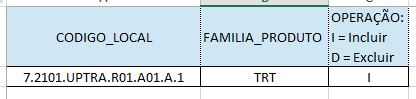 CODIGO_LOCAL
FAMILIA_PRODUTO
OPERAÇÃO:
I = Incluir
D = Excluir
7.2101.UPTRA.R01.A01.A.1
TRT
I